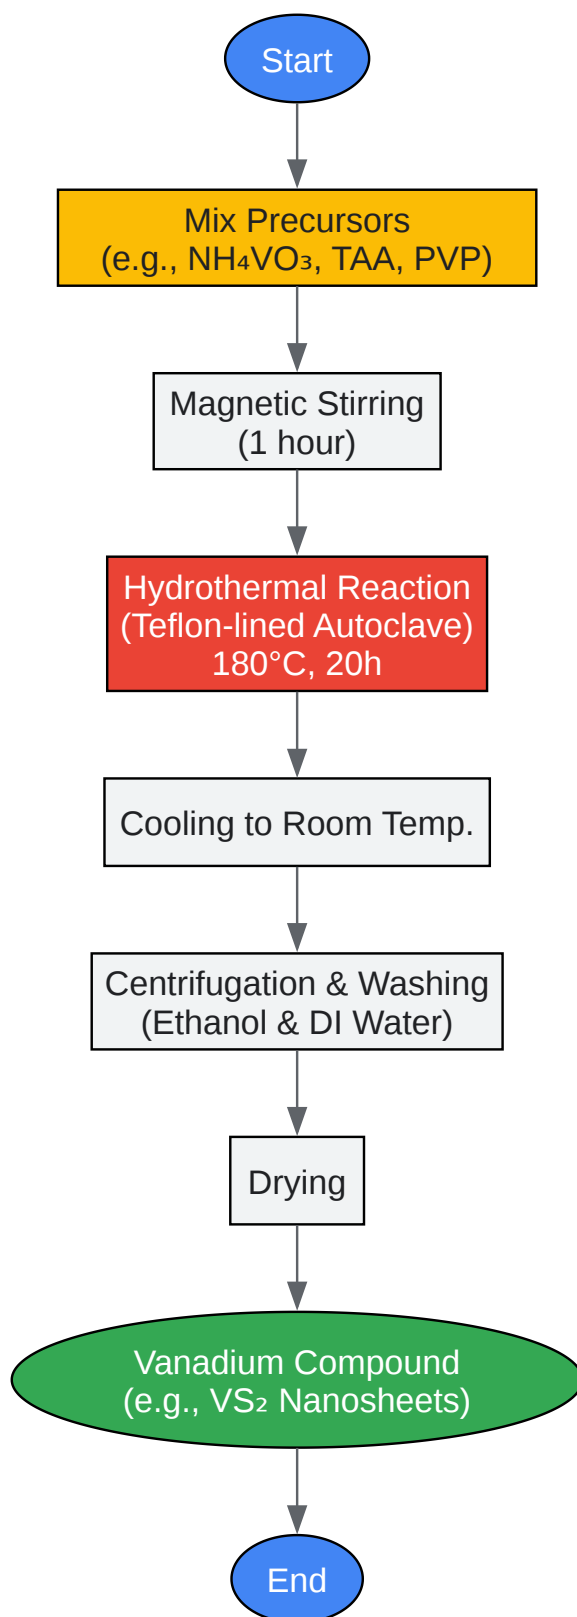 Start
Mix Precursors
(e.g., NH₄VO₃, TAA, PVP)
Magnetic Stirring
(1 hour)
Hydrothermal Reaction
(Teflon-lined Autoclave)
180°C, 20h
Cooling to Room Temp.
Centrifugation & Washing
(Ethanol & DI Water)
Drying
Vanadium Compound
(e.g., VS₂ Nanosheets)
End